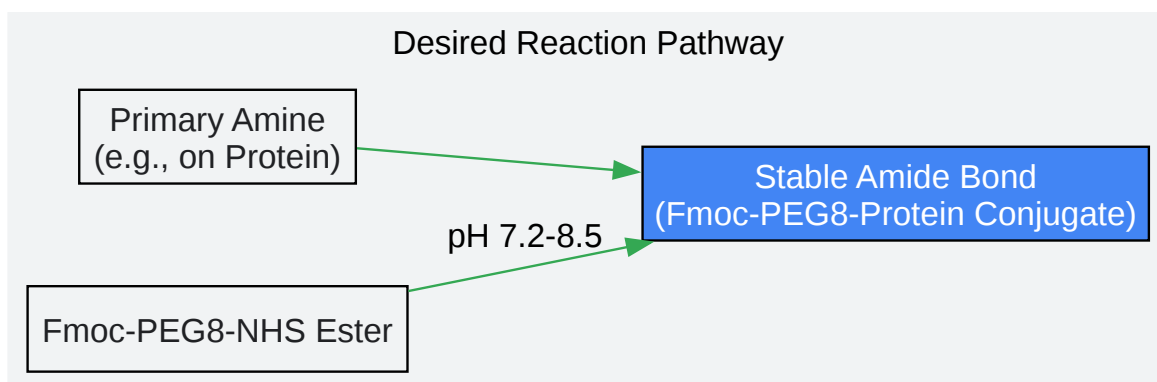 Desired Reaction Pathway
Primary Amine
(e.g., on Protein)
Stable Amide Bond
(Fmoc-PEG8-Protein Conjugate)
pH 7.2-8.5
Fmoc-PEG8-NHS Ester